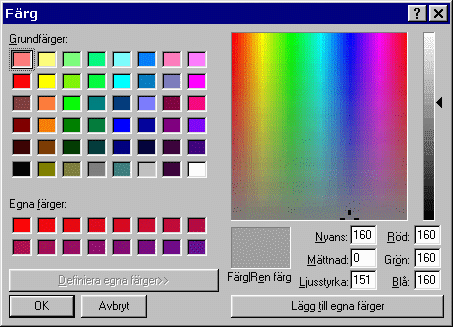 Färg
Grundfärger:
Egna färger:
Definiera egna färger>>
OK
Avbryt
Färg|Ren färg
Nyans: 160
Mättnad: 0
Ljusstyrka: 151
Röd: 160
Grön: 160
Blå: 160
Lägg till egna färger